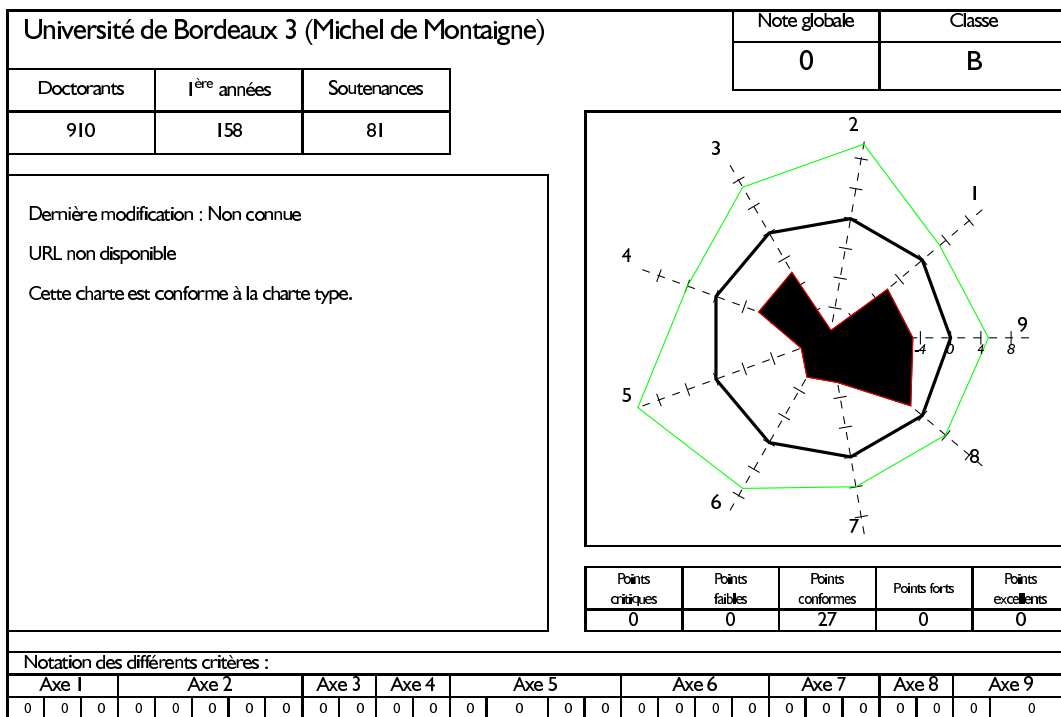 Université de Bordeaux 3 (Michel de Montaigne)
Note globale Classe
0 B
Doctorants 1ère années Soutenances
910 158 81
Dernière modification : Non connue
URL non disponible
Cette charte est conforme à la charte type.
2
3
1
4
9
-4 0 4 8
5
8
6
7
Points critiques Points faibles Points conformes Points forts Points excellents
0 0 27 0 0
Notation des différents critères :
Axe 1 Axe 2 Axe 3 Axe 4 Axe 5 Axe 6 Axe 7 Axe 8 Axe 9
0 0 0 0 0 0 0 0 0 0 0 0 0 0 0 0 0 0 0 0 0 0 0 0 0 0 0